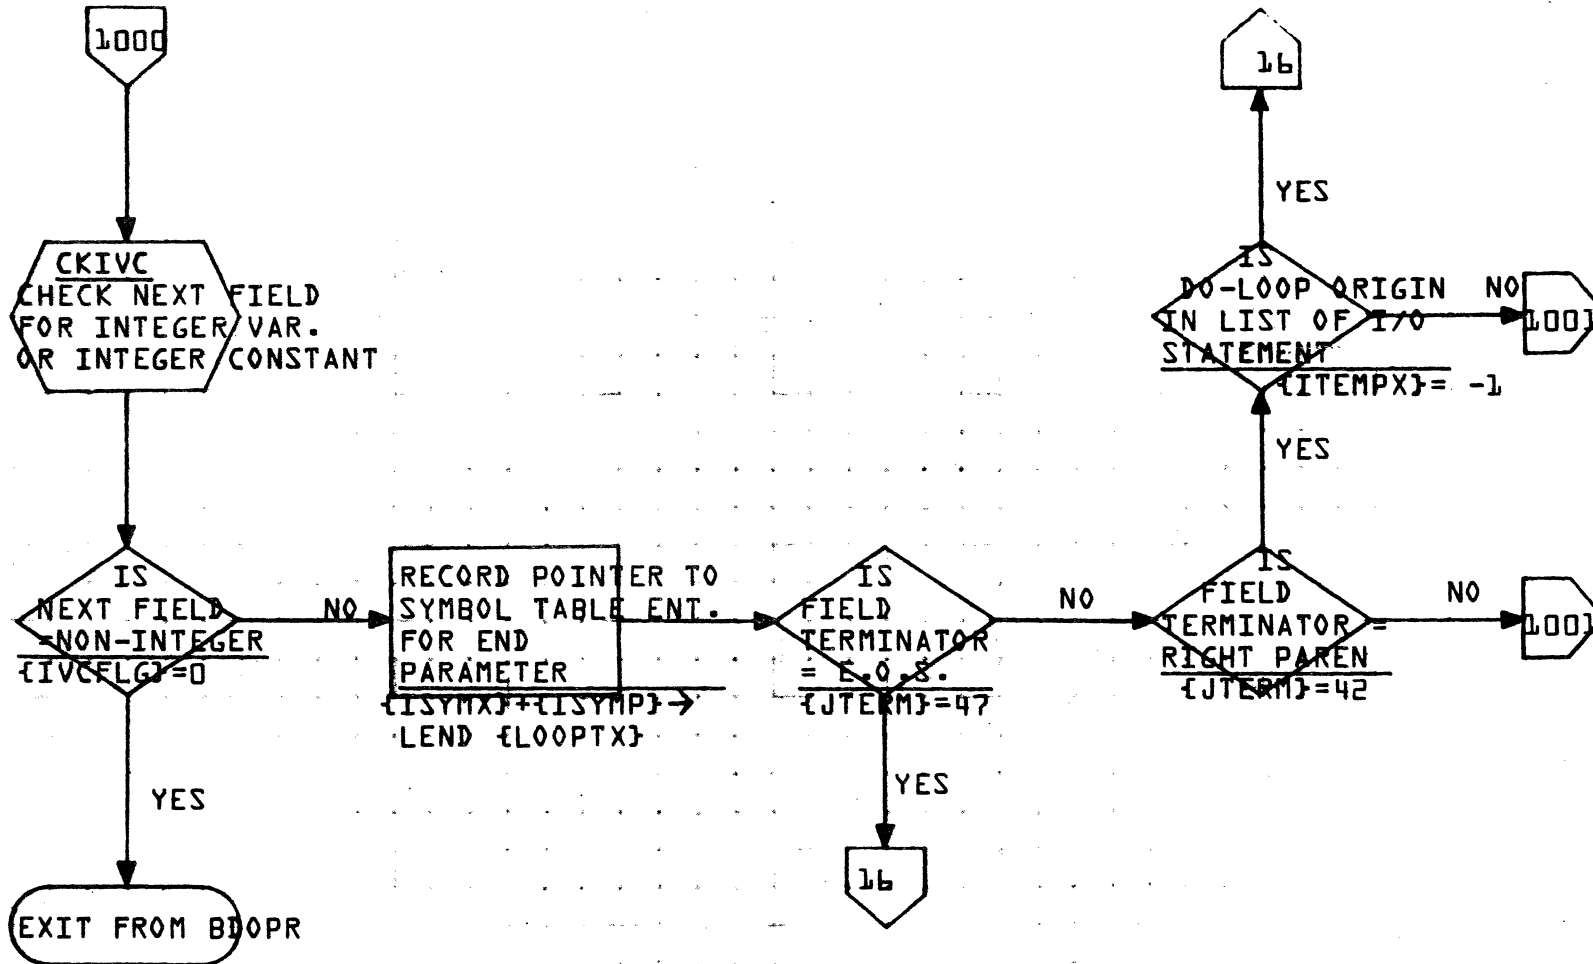 1000
16
YES
CKIVC
CHECK NEXT FIELD
FOR INTEGER VAR.
OR INTEGER CONSTANT
IS
DO-LOOP ORIGIN
IN LIST OF I/O
STATEMENT
{ITEMPX}= -1
NO
1001
YES
IS
NEXT FIELD
=NON-INTEGER
{IVCFLG}=0
NO
RECORD POINTER TO
SYMBOL TABLE ENT.
FOR END
PARAMETER
{ISYMX}+{ISYMP}→
LEND {LOOPTX}
IS
FIELD
TERMINATOR
= E.O.S.
{JTERM}=47
NO
IS
FIELD
TERMINATOR =
RIGHT PAREN
{JTERM}=42
NO
1001
YES
YES
16
EXIT FROM BDOPR